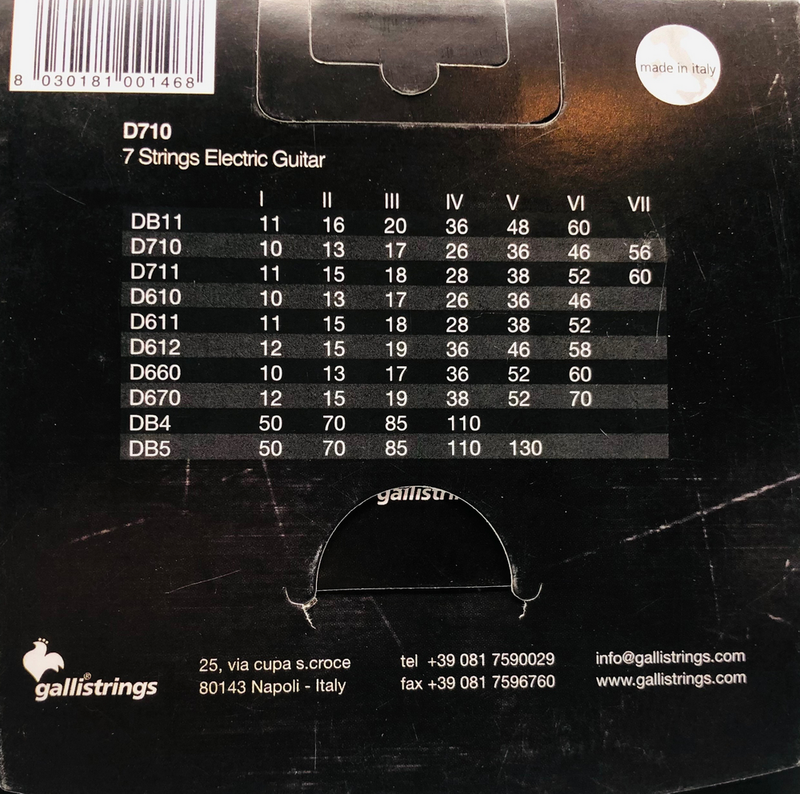 8 030181 001468
made in italy
D710
7 Strings Electric Guitar
I II III IV V VI VII
DB11 11 16 20 36 48 60
D710 10 13 17 26 36 46 56
D711 11 15 18 28 38 52 60
D610 10 13 17 26 36 46
D611 11 15 18 28 38 52
D612 12 15 19 36 46 58
D660 10 13 17 36 52 60
D670 12 15 19 38 52 70
DB4 50 70 85 110
DB5 50 70 85 110 130
gallistri
gallistrings®
25, via cupa s.croce
80143 Napoli - Italy
tel +39 081 7590029
fax +39 081 7596760
info@gallistrings.com
www.gallistrings.com